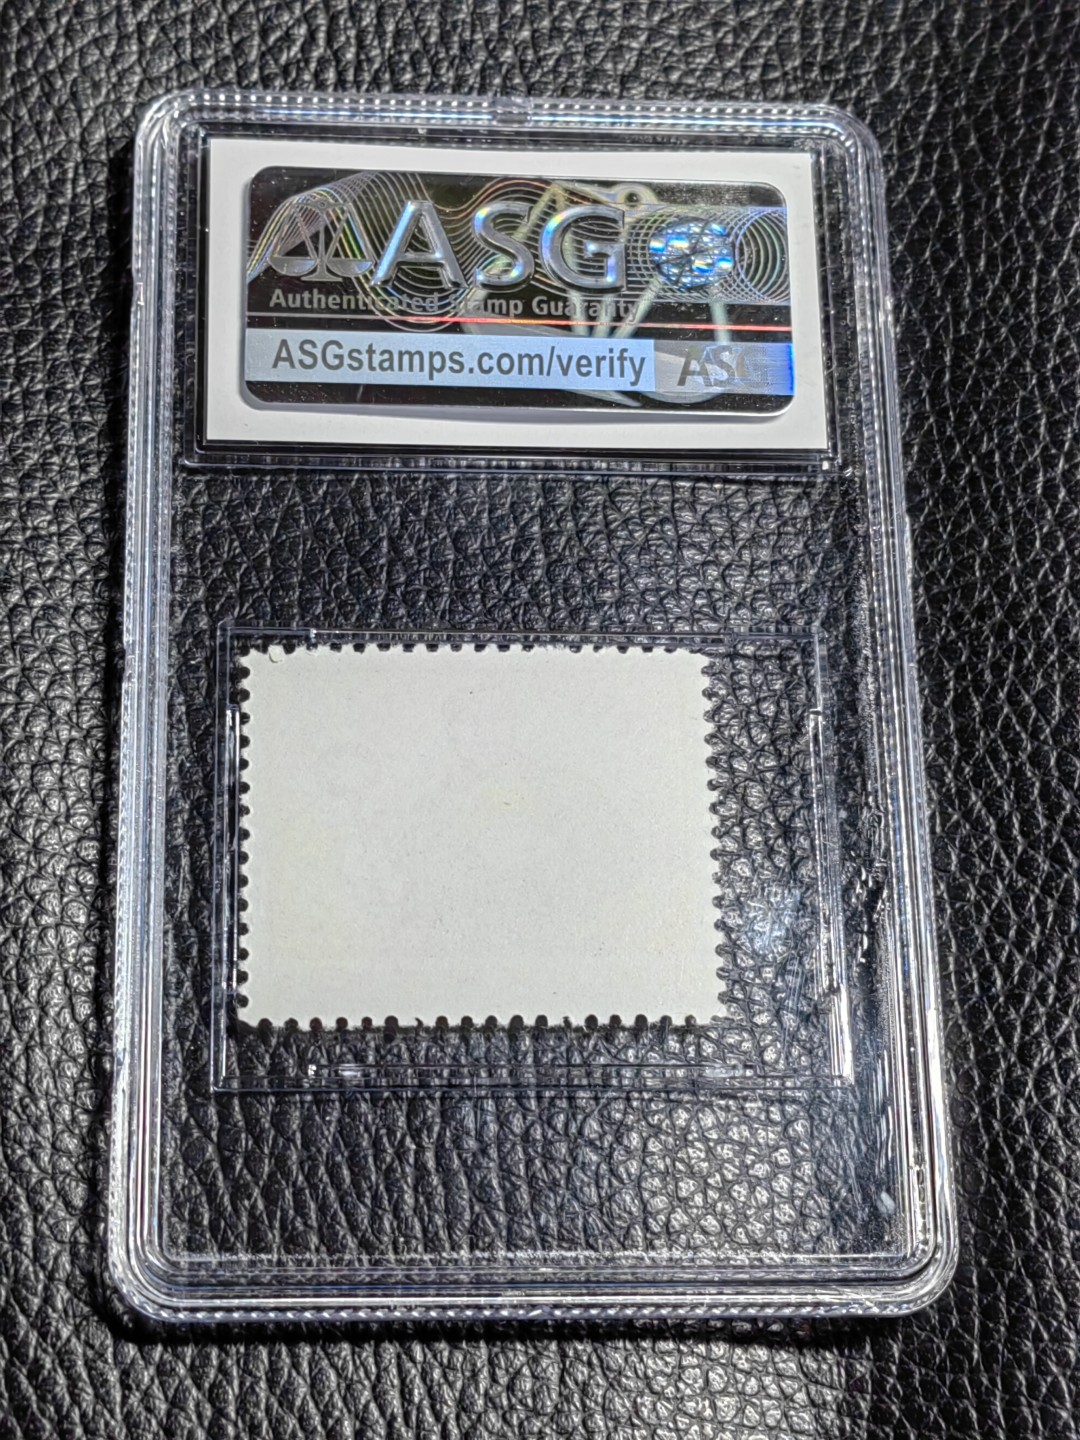 ASG
Authenticated Stamp Guaranty
ASGstamps.com/verify ASG